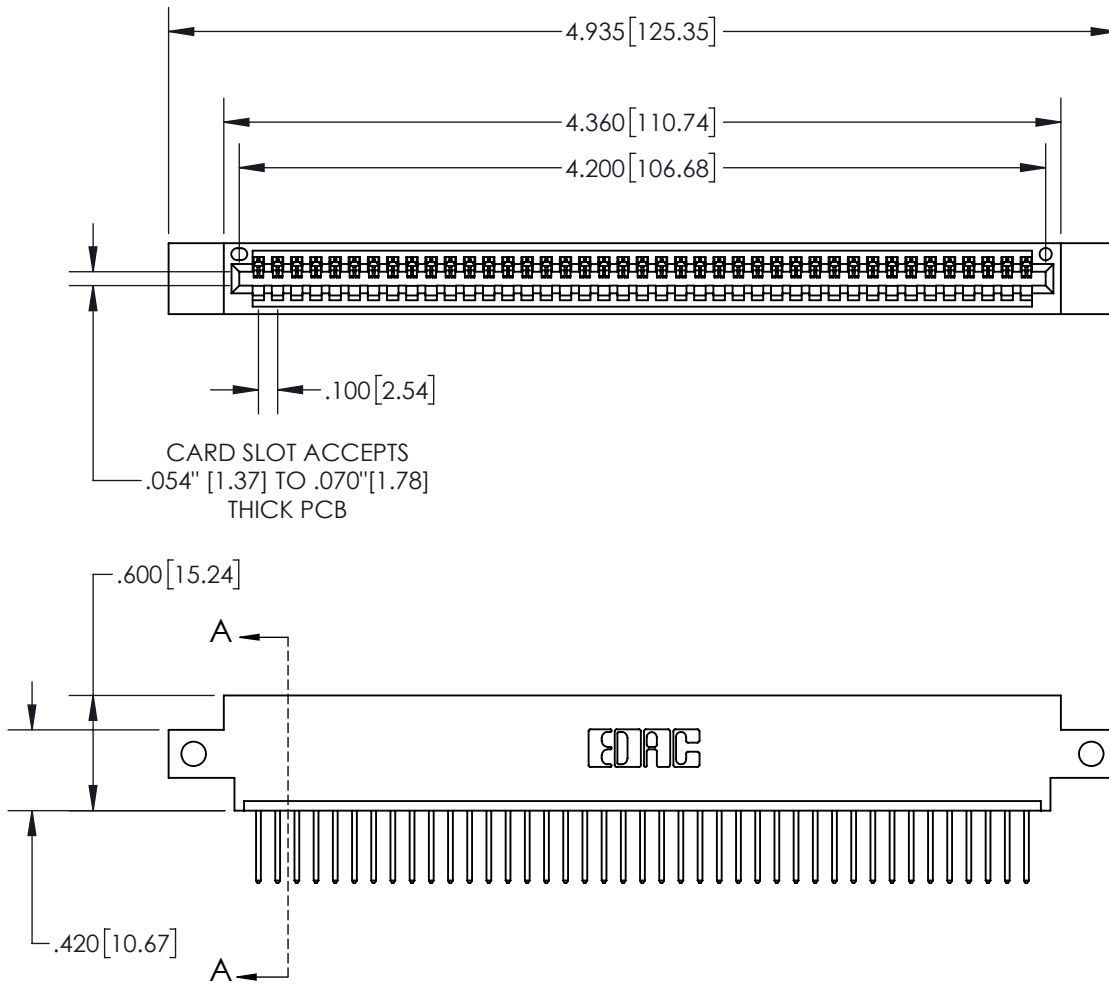 4.935[125.35]
4.360[110.74]
4.200[106.68]
.100[2.54]
CARD SLOT ACCEPTS
.054" [1.37] TO .070"[1.78]
THICK PCB
.600[15.24]
A
EDAC
.420[10.67]
A